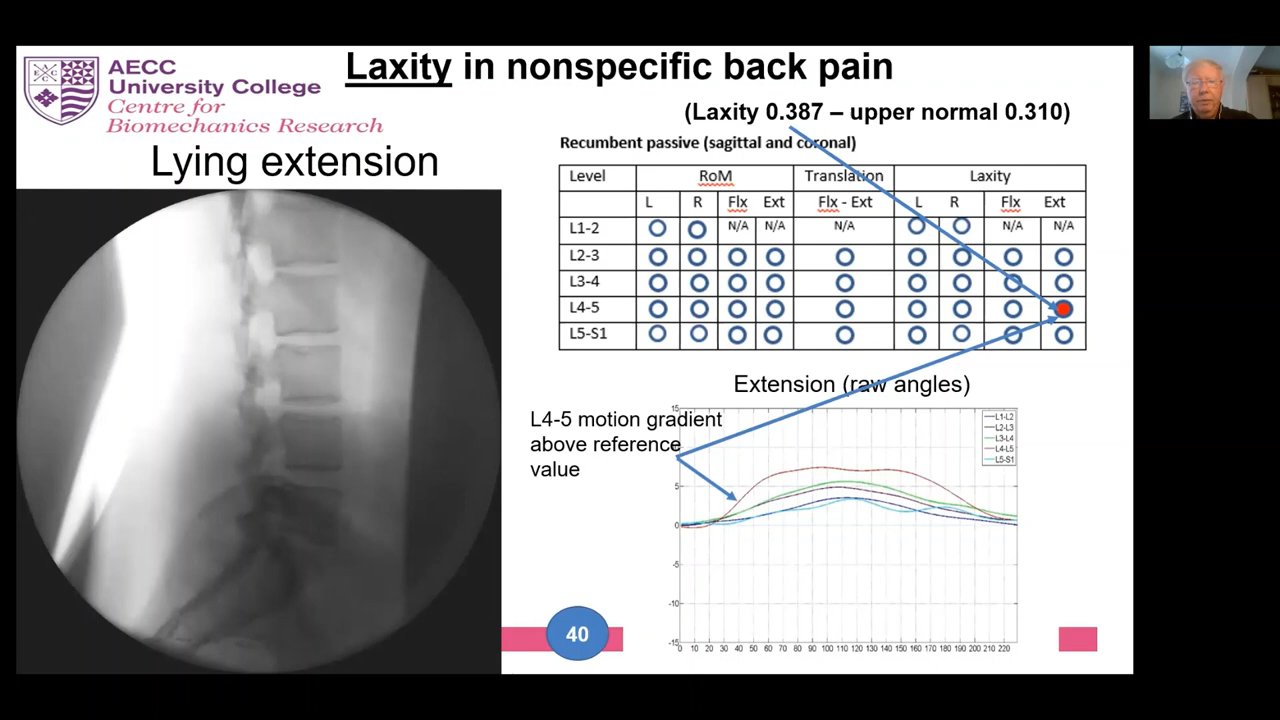 AECC
University College
Centre for
Biomechanics Research
Laxity in nonspecific back pain
(Laxity 0.387 – upper normal 0.310)
Lying extension
Recumbent passive (sagittal and coronal)
Level RoM Translation Laxity
L R Flx Ext Flx - Ext L R Flx Ext
L1-2 N/A N/A N/A N/A N/A
L2-3
L3-4
L4-5
L5-S1
Extension (raw angles)
L4-5 motion gradient
above reference
value
15
5
0
-5
-10
-15
L1-L2
L2-L3
L3-L4
L4-L5
L5-S1
0 10 20 30 40 50 60 70 80 90 100 110 120 130 140 150 160 170 180 190 200 210 220
40